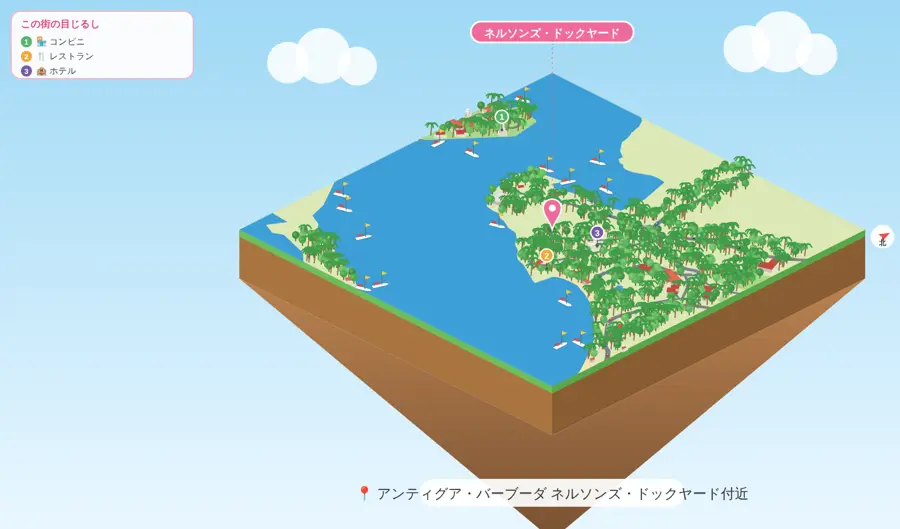 この街の目じるし
1 コンビニ
2 レストラン
3 ホテル
ネルソンズ・ドックヤード
1
3
2
北
アンティグア・バーブーダ ネルソンズ・ドックヤード付近